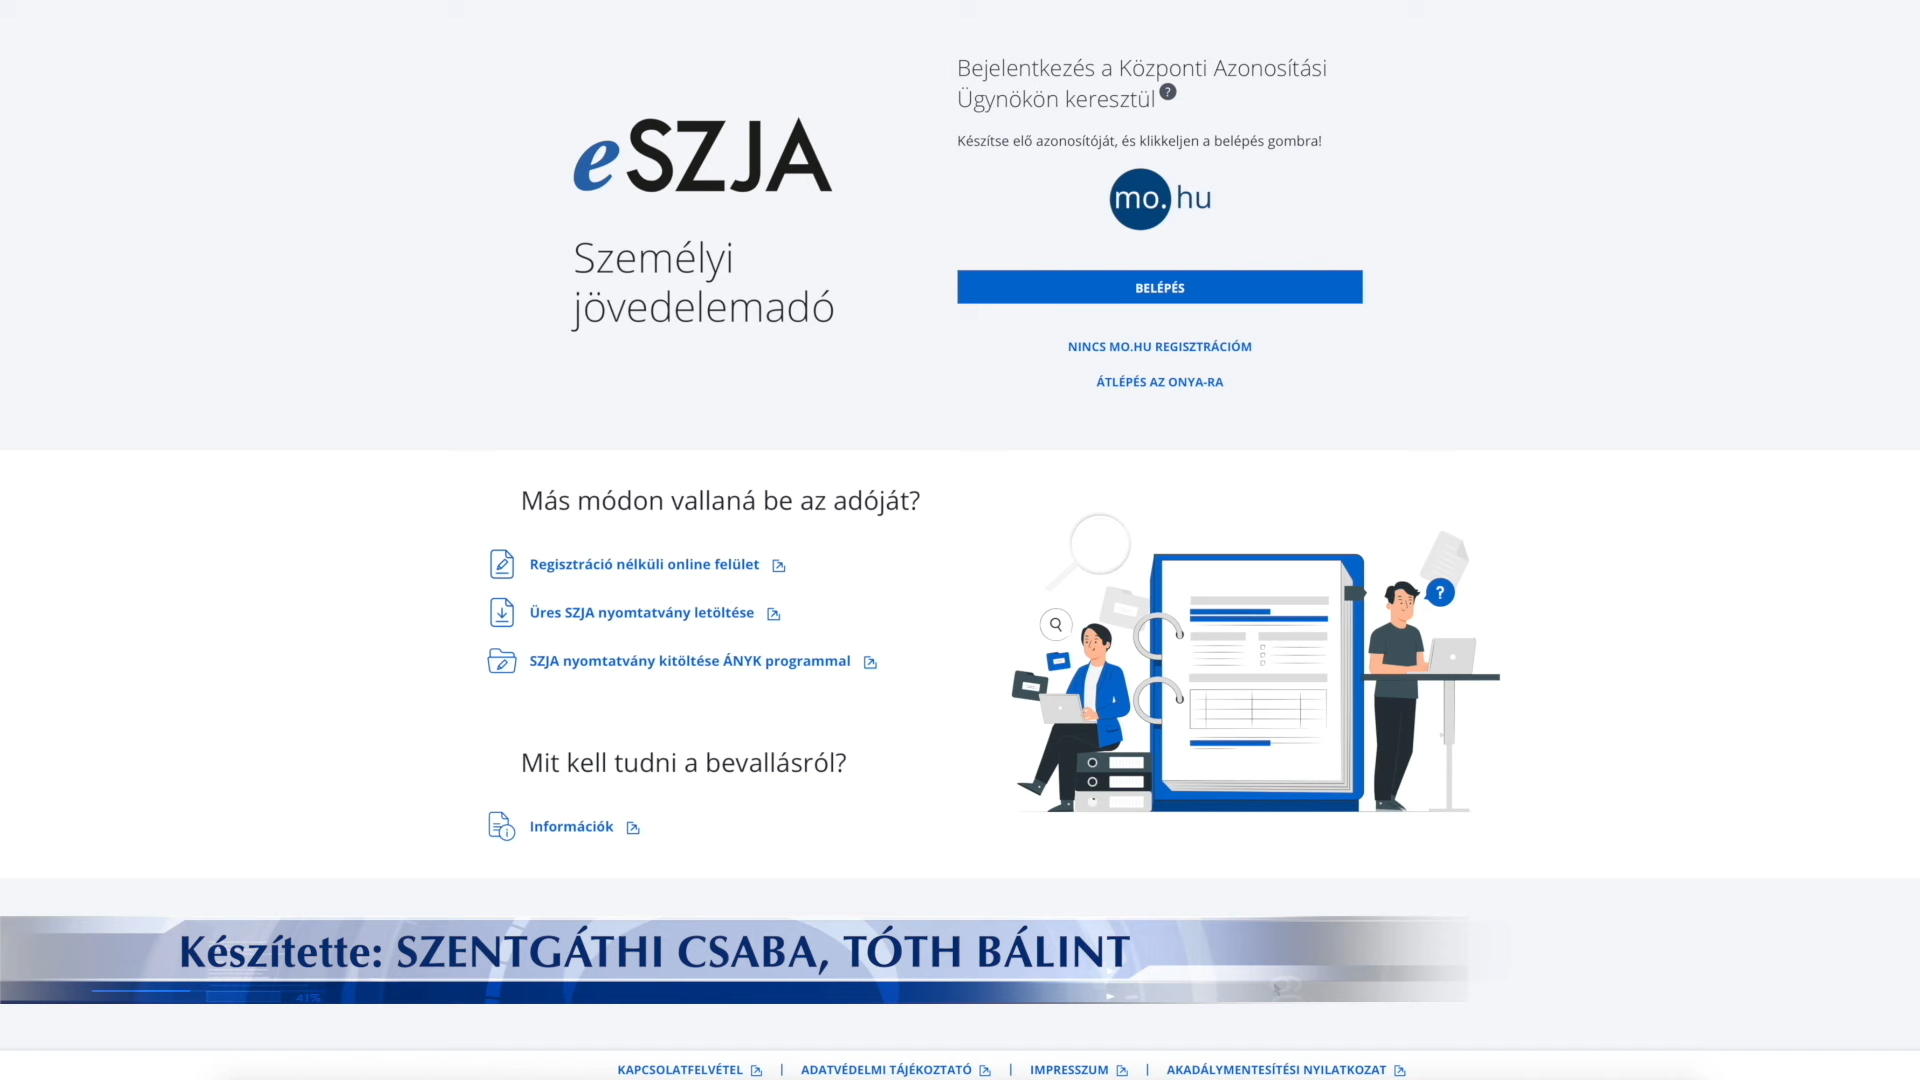 eSZJA
Személyi
jövedelemadó
Bejelentkezés a Központi Azonosítási
Ügynökön keresztül ?
Készítse elő azonosítóját, és klikkeljen a belépés gombra!
mo.hu
BELÉPÉS
NINCS MO.HU REGISZTRÁCIÓM
ÁTLÉPÉS AZ ONYA-RA
Más módon vallaná be az adóját?
Regisztráció nélküli online felület
Üres SZJA nyomtatvány letöltése
SZJA nyomtatvány kitöltése ÁNYK programmal
?
Mit kell tudni a bevallásról?
Információk
Készítette: SZENTGÁTHI CSABA, TÓTH BÁLINT
41%
KAPCSOLATFELVÉTEL | ADATVÉDELMI TÁJÉKOZTATÓ | IMPRESSZUM | AKADÁLYMENTESÍTÉSI NYILATKOZAT